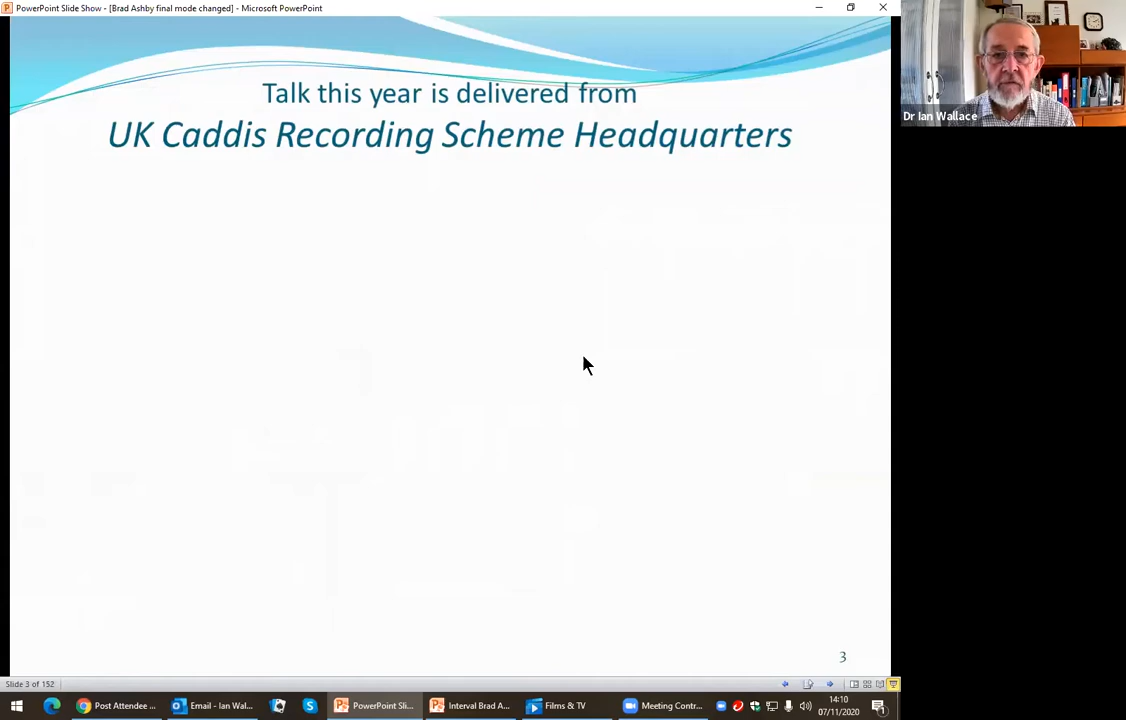 PowerPoint Slide Show - [Brad Ashby final mode changed] - Microsoft PowerPoint
Talk this year is delivered from
UK Caddis Recording Scheme Headquarters
Dr Ian Wallace
3
Slide 3 of 152
Post Attendee ...
Email - Ian Wal...
PowerPoint Sli...
Interval Brad A...
Films & TV
Meeting Contr...
14:10
07/11/2020